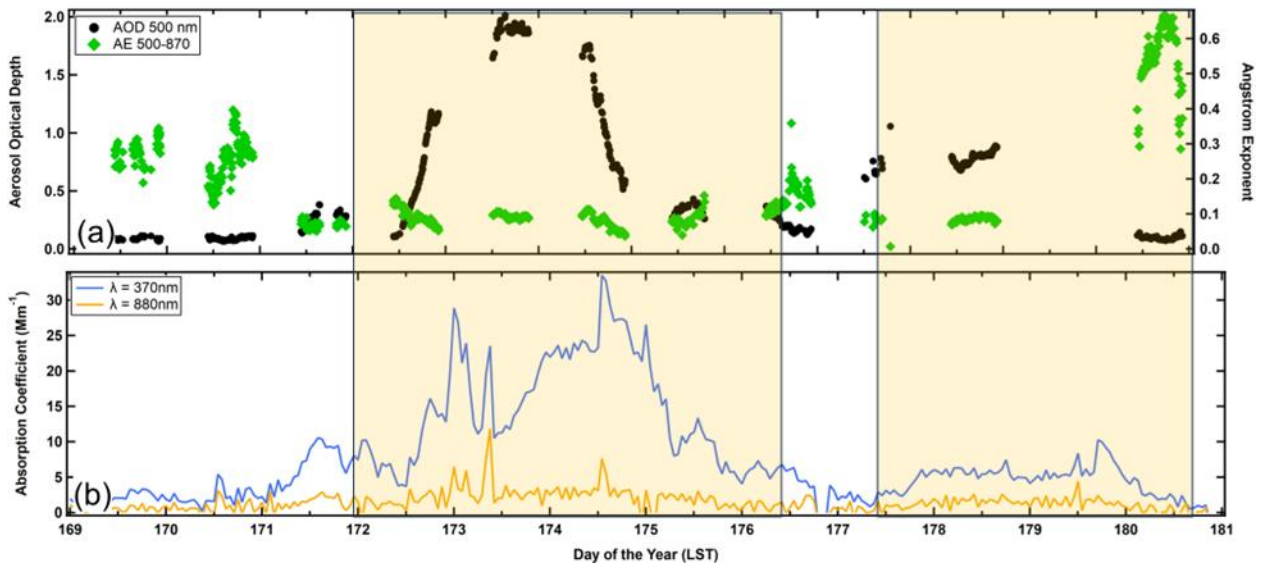 2.0
1.5
1.0
0.5
0.0
Aerosol Optical Depth
AOD 500 nm
AE 500-870
(a)
0.6
0.5
0.4
0.3
0.2
0.1
0.0
Angstrom Exponent
30
25
20
15
10
5
0
Absorption Coefficient (Mm⁻¹)
λ = 370nm
λ = 880nm
(b)
169 170 171 172 173 174 175 176 177 178 179 180 181
Day of the Year (LST)